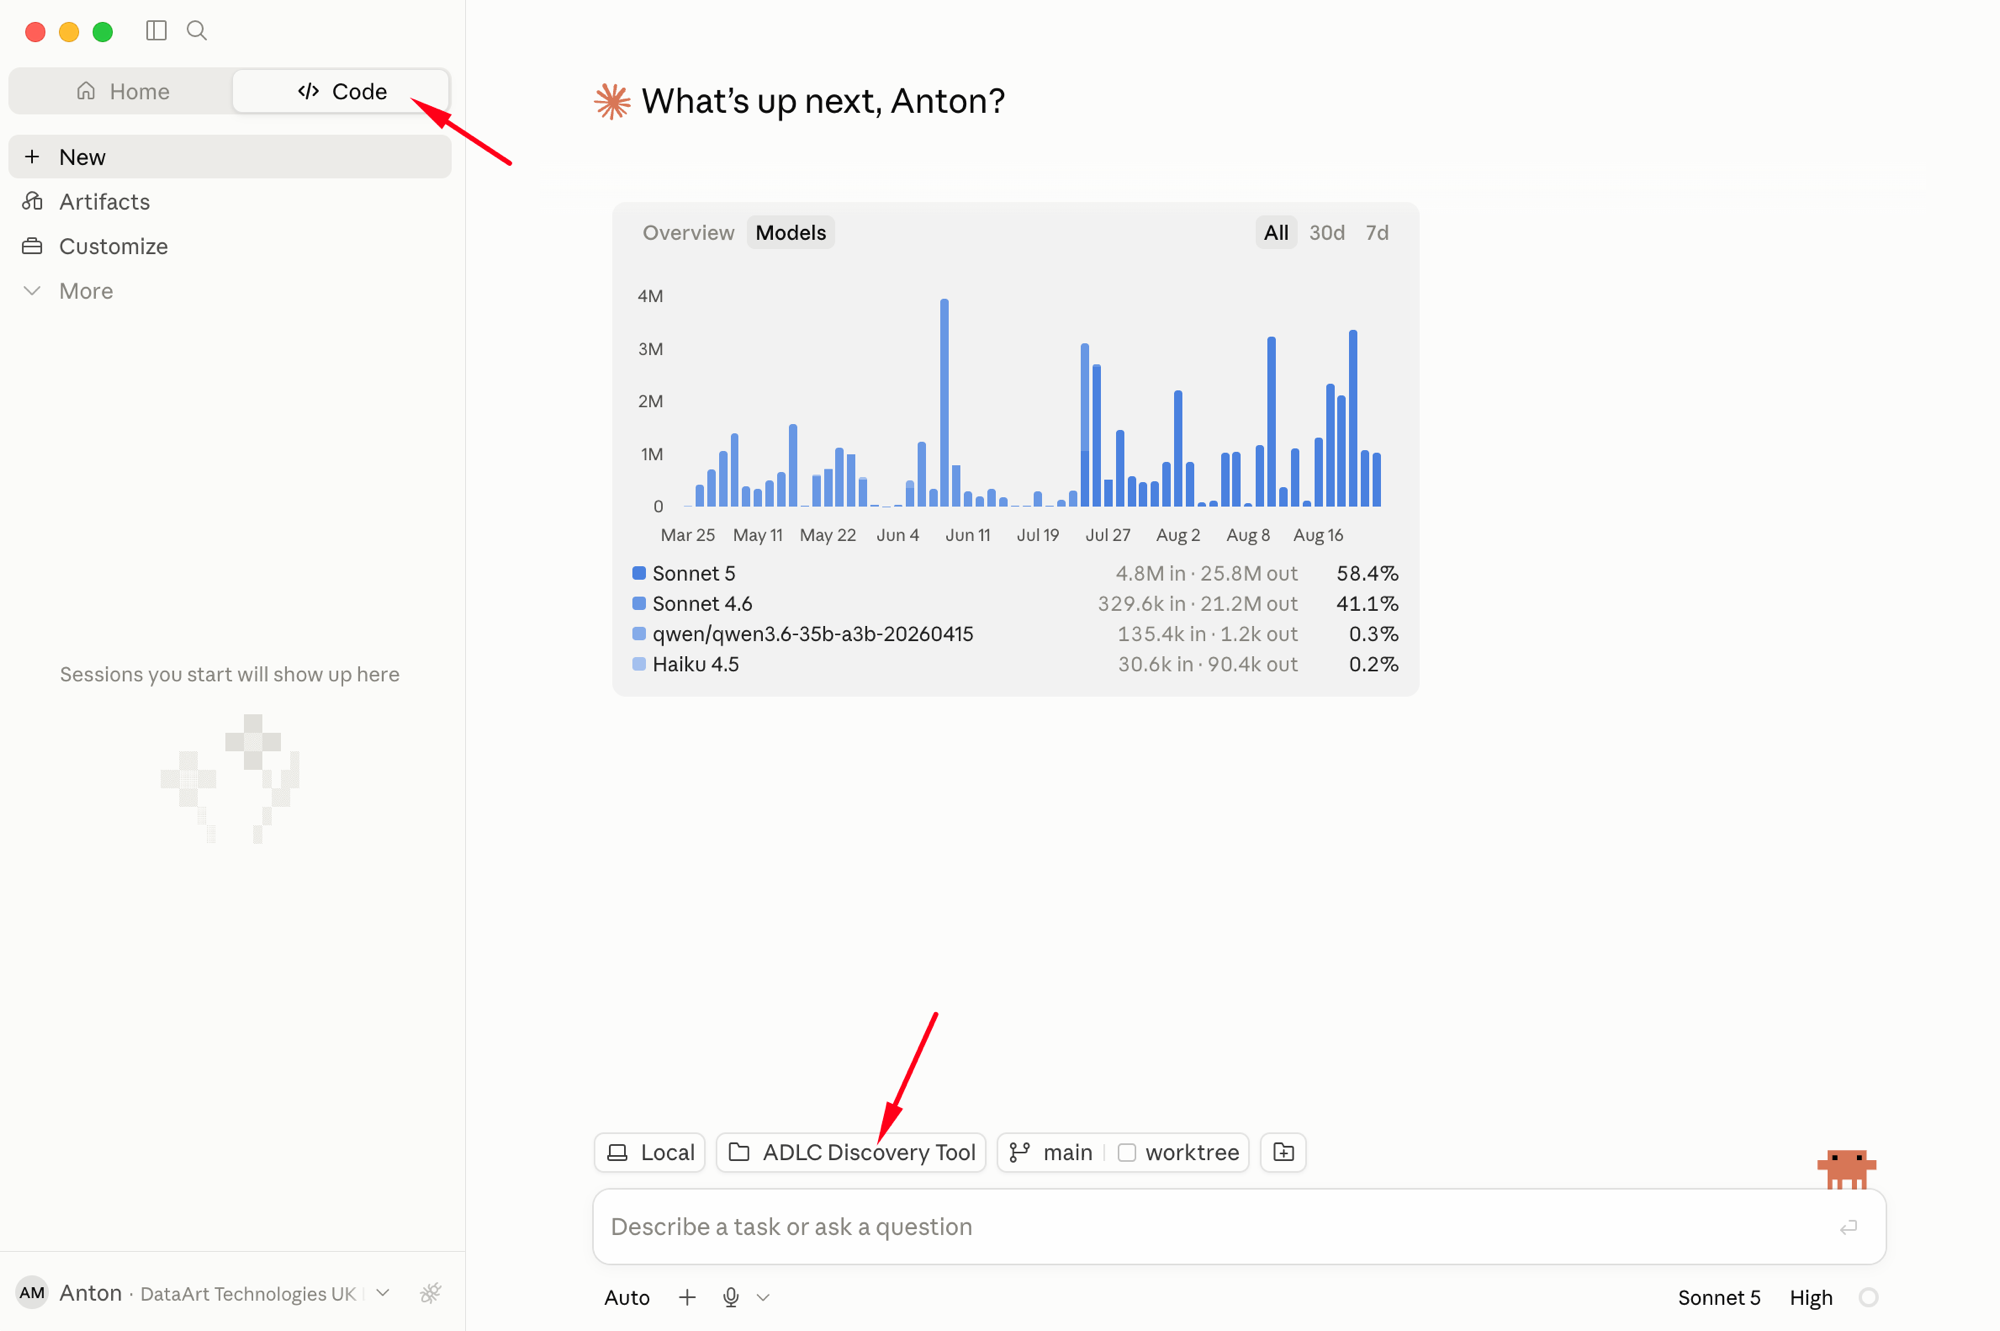 Home
Code
New
Artifacts
Customize
More
Sessions you start will show up here
AM Anton · DataArt Technologies UK
What's up next, Anton?
Overview Models All 30d 7d
4M
3M
2M
1M
0
Mar 25 May 11 May 22 Jun 4 Jun 11 Jul 19 Jul 27 Aug 2 Aug 8 Aug 16
Sonnet 5 4.8M in · 25.8M out 58.4%
Sonnet 4.6 329.6k in · 21.2M out 41.1%
qwen/qwen3.6-35b-a3b-20260415 135.4k in · 1.2k out 0.3%
Haiku 4.5 30.6k in · 90.4k out 0.2%
Local ADLC Discovery Tool main worktree
Describe a task or ask a question
Auto Sonnet 5 High